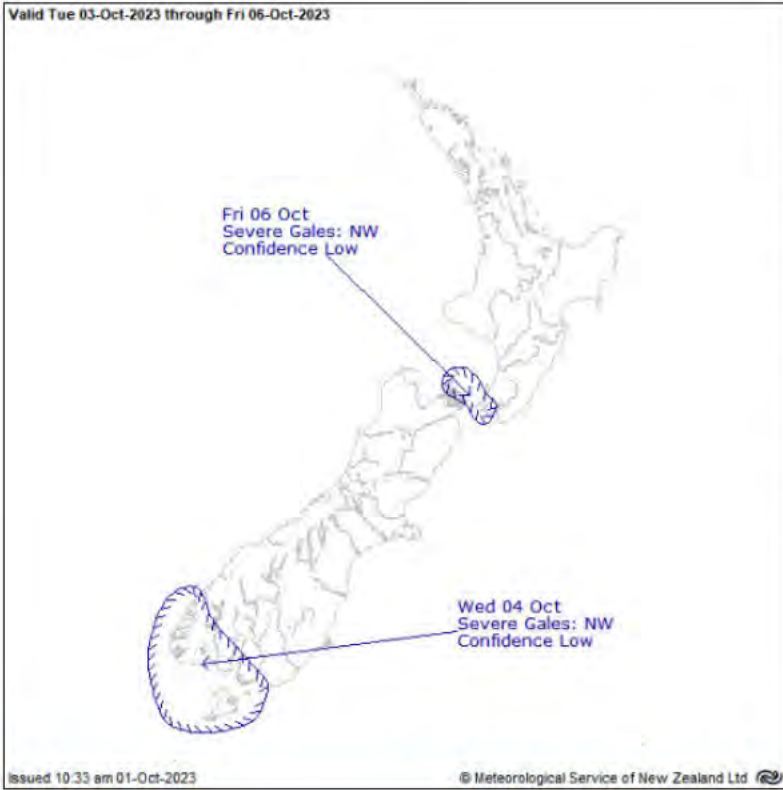 Valid Tue 03-Oct-2023 through Fri 06-Oct-2023
Fri 06 Oct
Severe Gales: NW
Confidence Low
Wed 04 Oct
Severe Gales: NW
Confidence Low
Issued 10:33 am 01-Oct-2023
© Meteorological Service of New Zealand Ltd